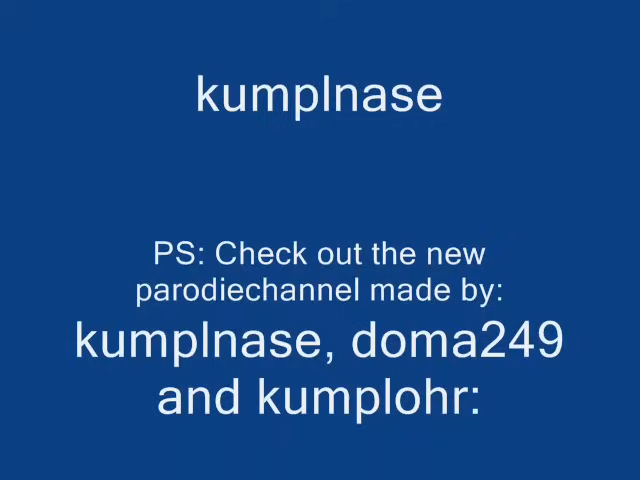 kumplnase
PS: Check out the new
parodiechannel made by:
kumplnase, doma249
and kumplohr: